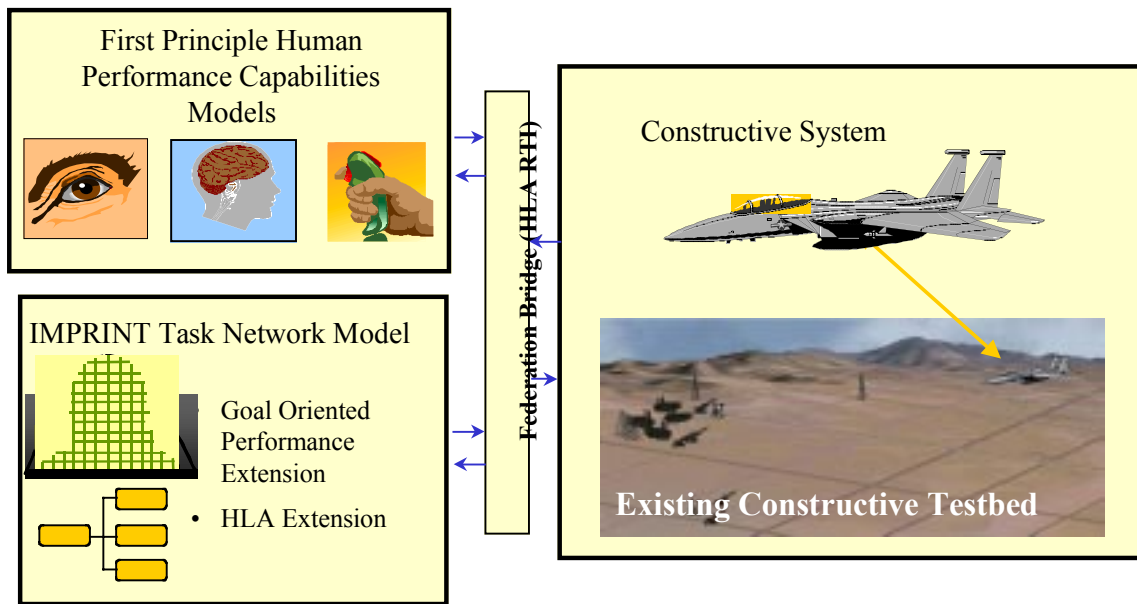 First Principle Human
Performance Capabilities
Models
IMPRINT Task Network Model
• Goal Oriented
Performance
Extension
• HLA Extension
Federation Bridge (HLA RTI)
Constructive System
Existing Constructive Testbed